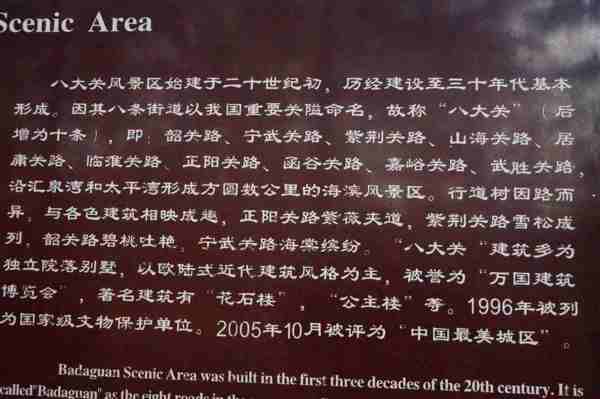 Scenic Area
八大关风景区始建于二十世纪初，历经建设至三十年代基本
形成。因其八条街道以我国重要关隘命名，故称“八大关”（后
增为十条），即：韶关路、宁武关路、紫荆关路、山海关路、居
庸关路、临淮关路、正阳关路、函谷关路、嘉峪关路、武胜关路，
沿汇泉湾和太平湾形成方圆数公里的海滨风景区。行道树因路而
异，与各色建筑相映成趣，正阳关路紫薇夹道，紫荆关路雪松成
列，韶关路碧桃吐艳，宁武关路海棠缤纷。“八大关“建筑多为
独立院落别墅，以欧陆式近代建筑风格为主，被誉为“万国建筑
博览会”，著名建筑有“花石楼”，“公主楼”等。1996年被列
为国家级文物保护单位。2005年10月被评为“中国最美城区”。
Badaguan Scenic Area was built in the first three decades of the 20th century. It is
called"Badaguan" as the eight roads in the